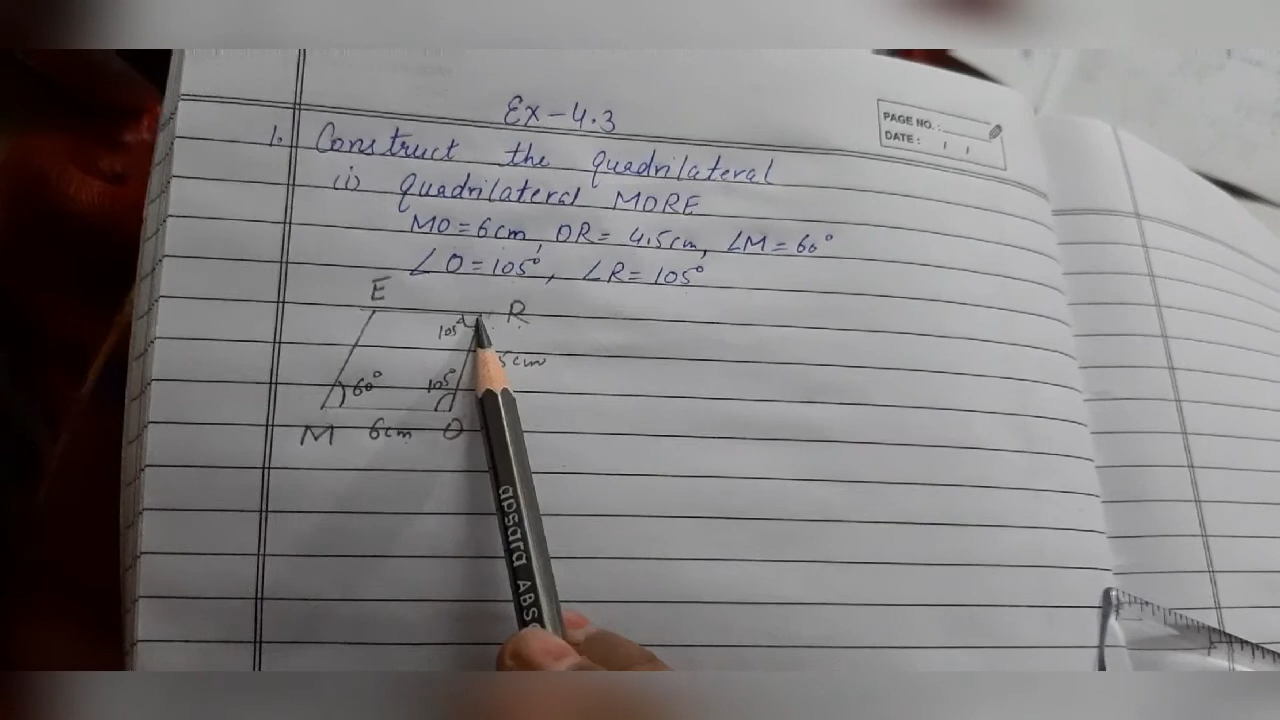 Ex-4.3
PAGE NO.:
DATE:
1. Construct the quadrilateral
(i) quadrilateral MORE
MO=6cm, OR= 4.5cm, ∠M=60°
∠O=105°, ∠R=105°
E
R
105°
5cm
60°
105°
M 6cm O
apsara ABS